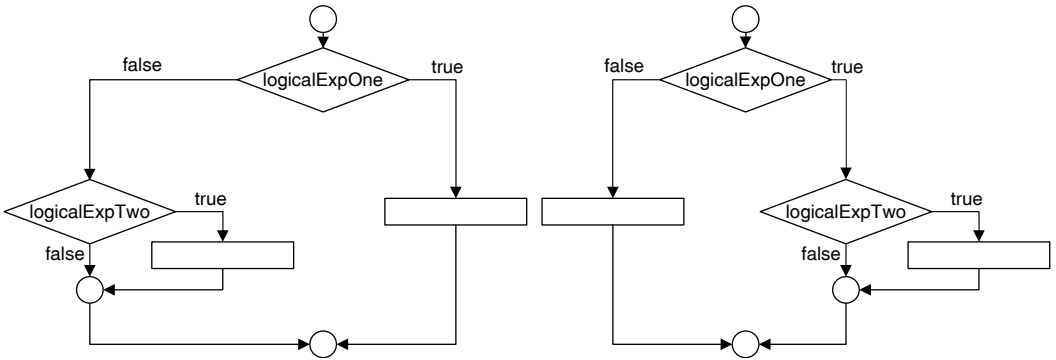 false
logicalExpOne
true
logicalExpTwo
true
false
false
logicalExpOne
true
logicalExpTwo
true
false